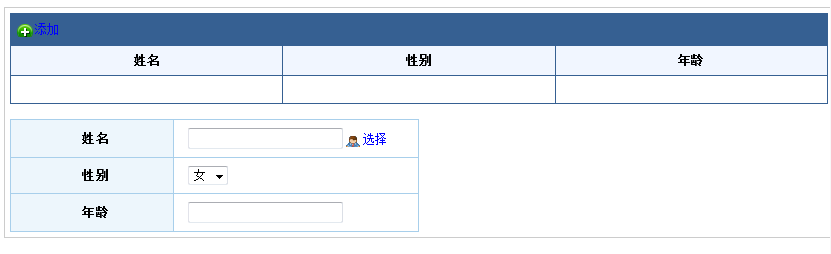 添加
姓名 性别 年龄
姓名 选择
性别 女
年龄